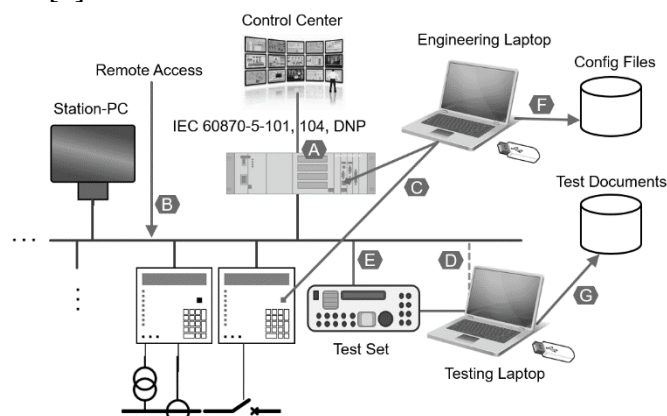 Control Center
Engineering Laptop
Config Files
Remote Access
F
Station-PC
IEC 60870-5-101, 104, DNP
A
Test Documents
C
B
E
D
G
Test Set
Testing Laptop